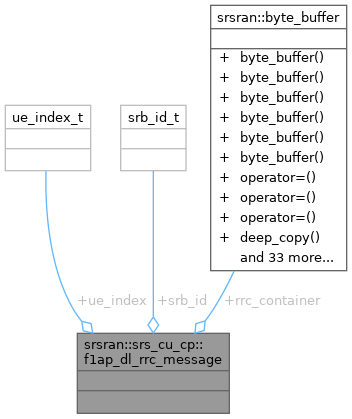 srsran::byte_buffer
+ byte_buffer()
+ byte_buffer()
+ byte_buffer()
+ byte_buffer()
+ byte_buffer()
+ byte_buffer()
+ operator=()
+ operator=()
+ operator=()
+ deep_copy()
and 33 more...
ue_index_t
srb_id_t
+ue_index
+srb_id
+rrc_container
srsran::srs_cu_cp::
f1ap_dl_rrc_message